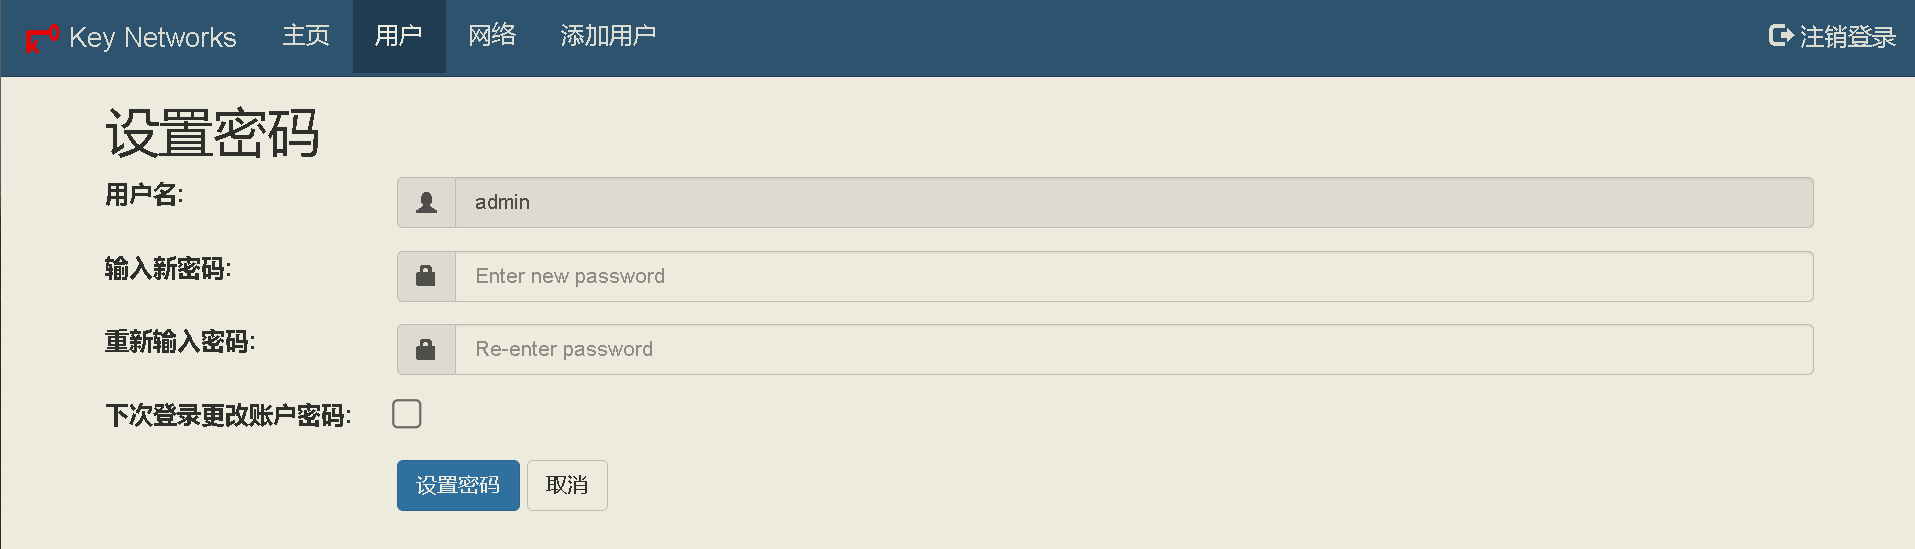 Key Networks 主页 用户 网络 添加用户 注销登录
设置密码
用户名: admin
输入新密码: Enter new password
重新输入密码: Re-enter password
下次登录更改账户密码:
设置密码 取消